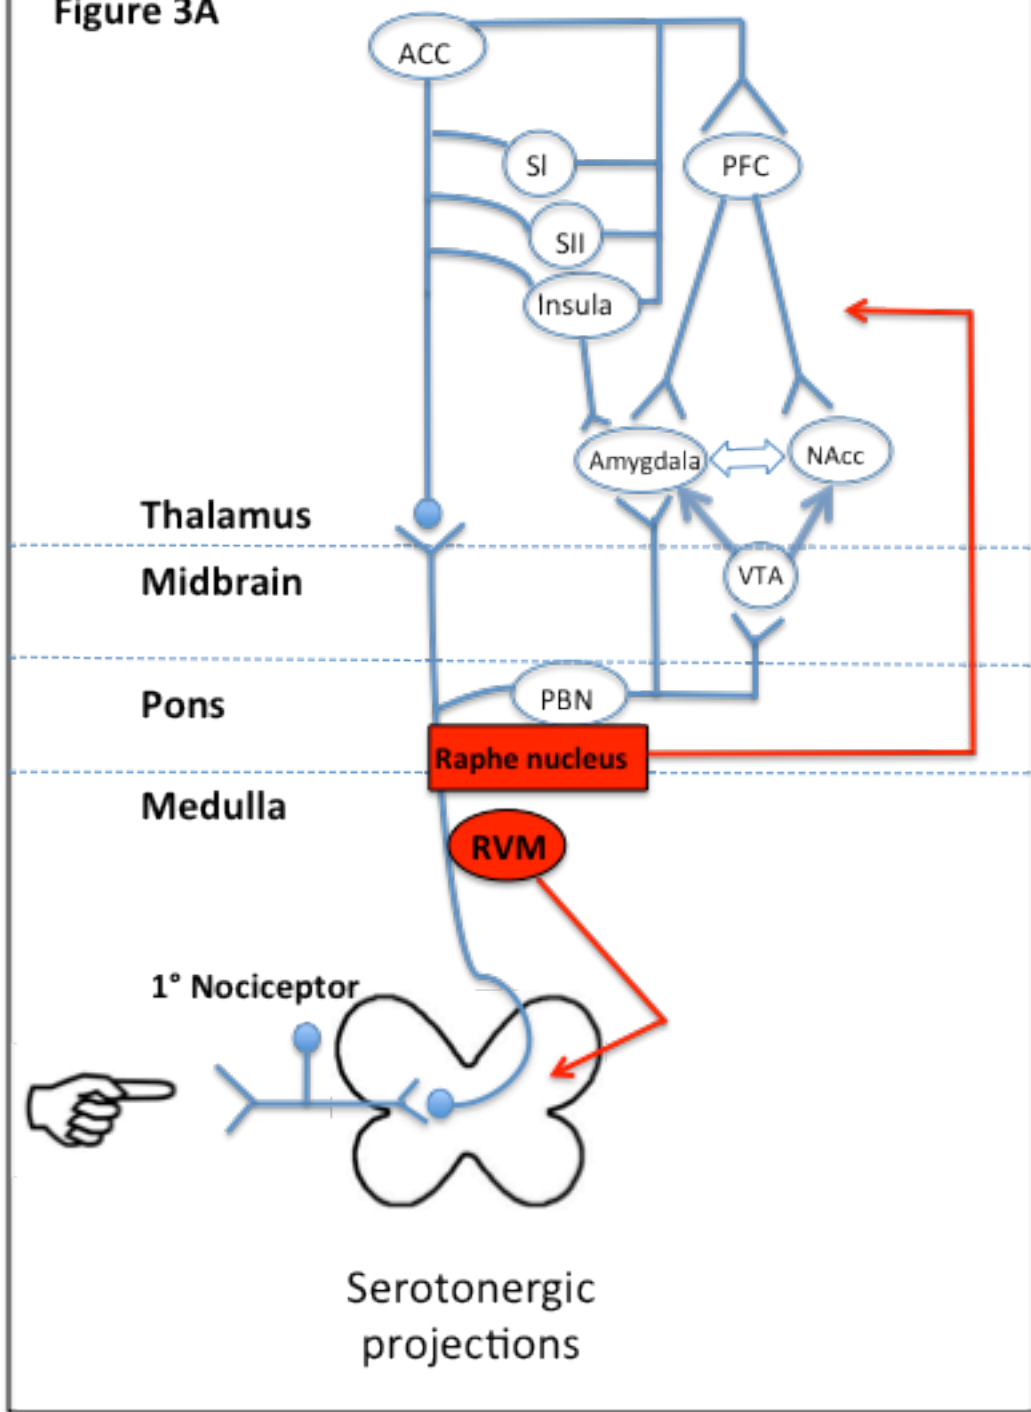 Figure 3A
ACC
SI
PFC
SII
Insula
Amygdala
NAcc
Thalamus
Midbrain
VTA
Pons
PBN
Raphe nucleus
Medulla
RVM
1° Nociceptor
Serotonergic
projections